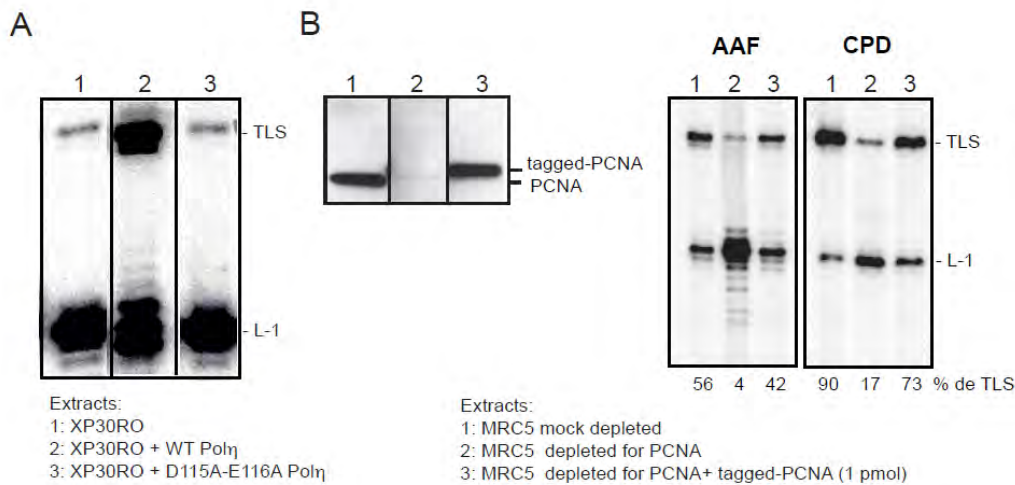 A
1 2 3
- TLS
- L-1
Extracts:
1: XP30RO
2: XP30RO + WT Polη
3: XP30RO + D115A-E116A Polη
B
1 2 3
tagged-PCNA
PCNA
AAF CPD
1 2 3 1 2 3
- TLS
- L-1
56 4 42 90 17 73 % de TLS
Extracts:
1: MRC5 mock depleted
2: MRC5 depleted for PCNA
3: MRC5 depleted for PCNA+ tagged-PCNA (1 pmol)